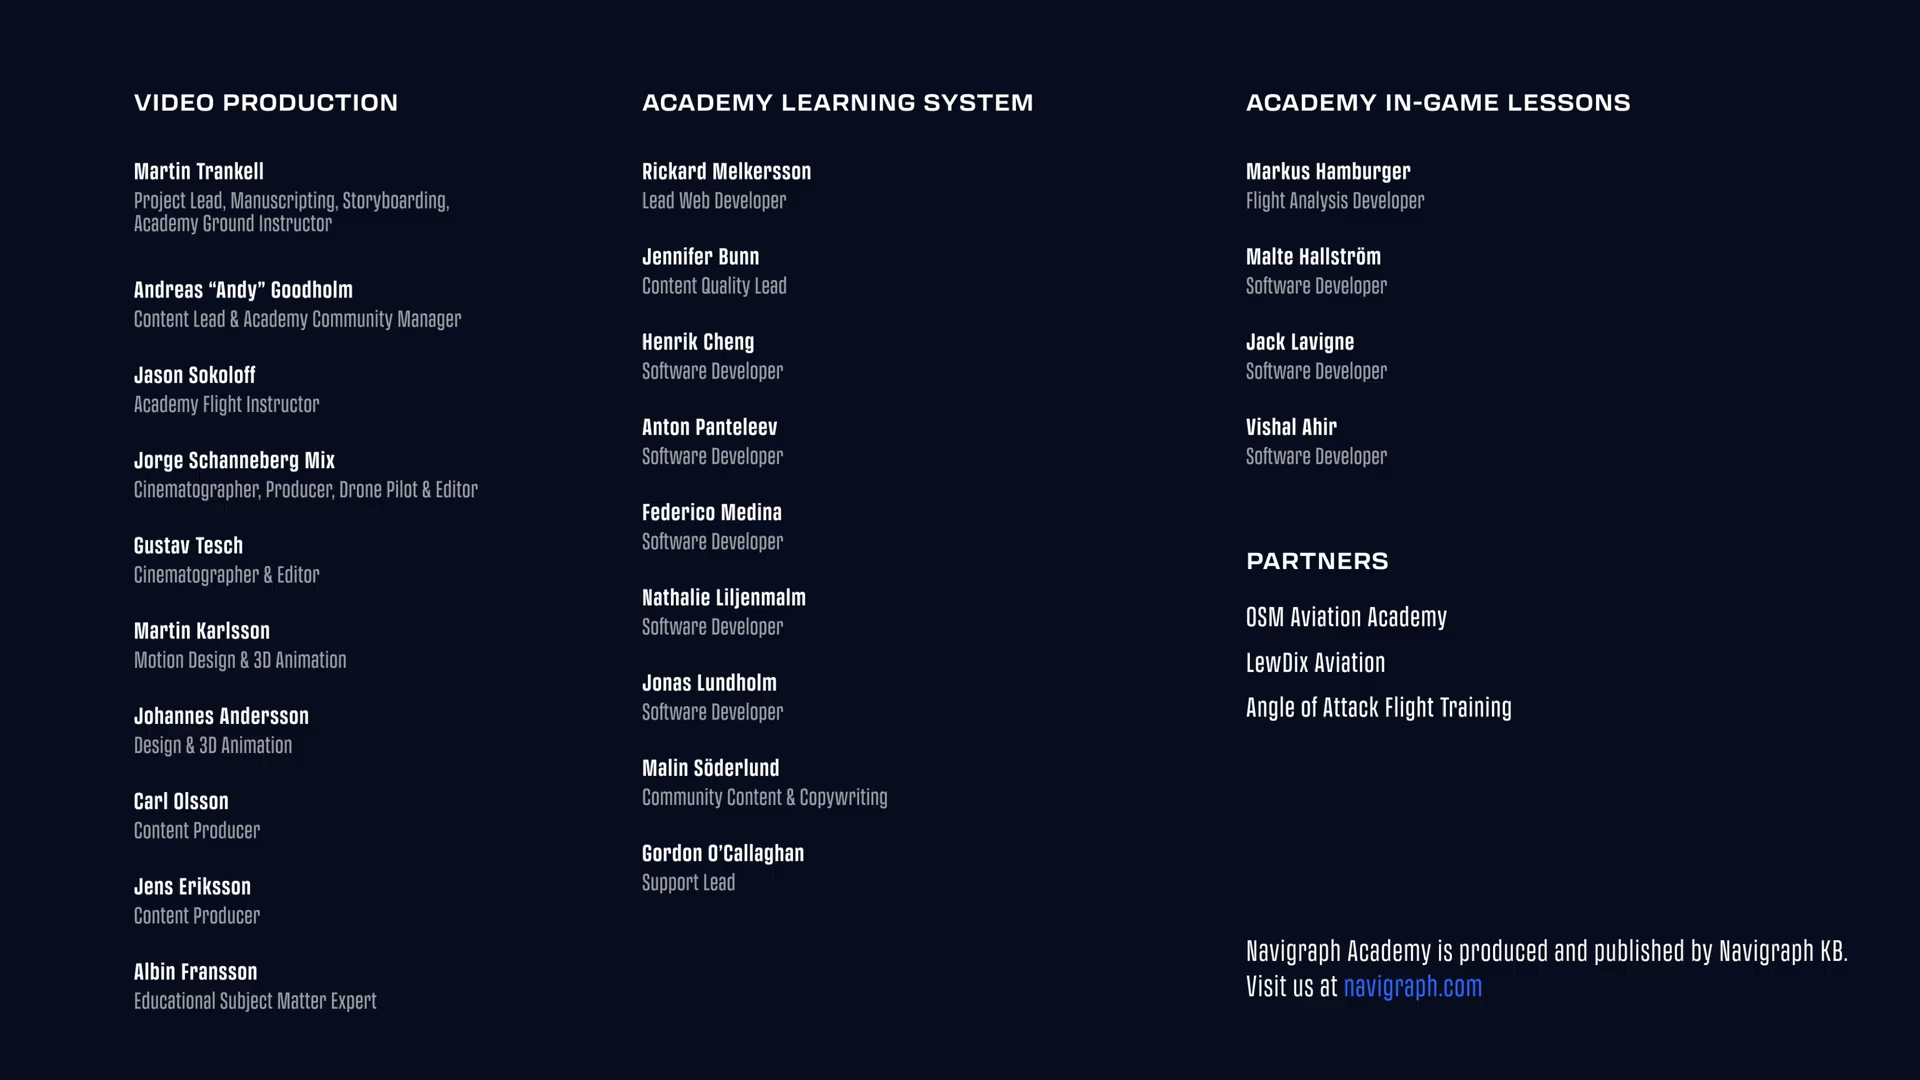 VIDEO PRODUCTION
Martin Trankell
Project Lead, Manuscripting, Storyboarding,
Academy Ground Instructor
Andreas “Andy” Goodholm
Content Lead & Academy Community Manager
Jason Sokoloff
Academy Flight Instructor
Jorge Schanneberg Mix
Cinematographer, Producer, Drone Pilot & Editor
Gustav Tesch
Cinematographer & Editor
Martin Karlsson
Motion Design & 3D Animation
Johannes Andersson
Design & 3D Animation
Carl Olsson
Content Producer
Jens Eriksson
Content Producer
Albin Fransson
Educational Subject Matter Expert
ACADEMY LEARNING SYSTEM
Rickard Melkersson
Lead Web Developer
Jennifer Bunn
Content Quality Lead
Henrik Cheng
Software Developer
Anton Panteleev
Software Developer
Federico Medina
Software Developer
Nathalie Liljenmalm
Software Developer
Jonas Lundholm
Software Developer
Malin Söderlund
Community Content & Copywriting
Gordon O’Callaghan
Support Lead
ACADEMY IN-GAME LESSONS
Markus Hamburger
Flight Analysis Developer
Malte Hallström
Software Developer
Jack Lavigne
Software Developer
Vishal Ahir
Software Developer
PARTNERS
OSM Aviation Academy
LewDix Aviation
Angle of Attack Flight Training
Navigraph Academy is produced and published by Navigraph KB.
Visit us at navigraph.com